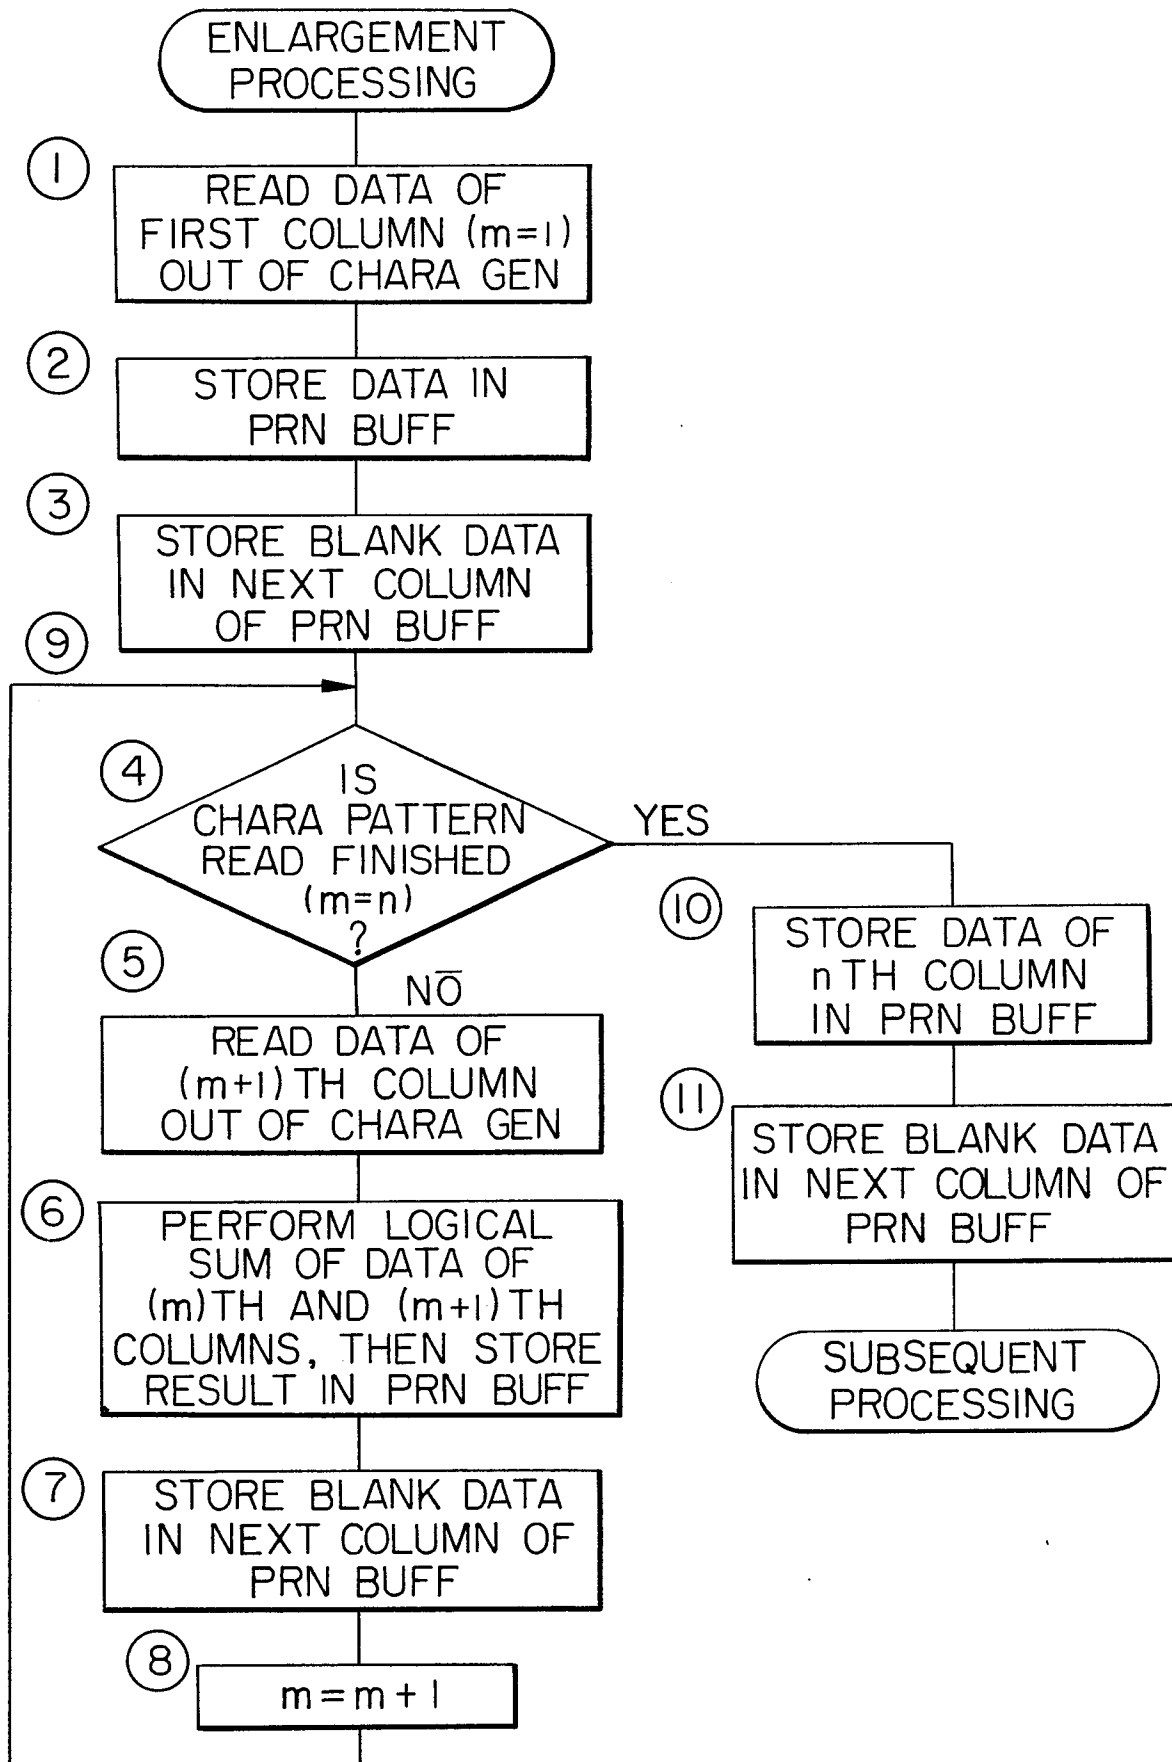 ENLARGEMENT
PROCESSING
1
READ DATA OF
FIRST COLUMN (m=1)
OUT OF CHARA GEN
2
STORE DATA IN
PRN BUFF
3
STORE BLANK DATA
IN NEXT COLUMN
OF PRN BUFF
9
4
IS
CHARA PATTERN
READ FINISHED
(m=n)
?
YES
5
NO̅
READ DATA OF
(m+1)TH COLUMN
OUT OF CHARA GEN
6
PERFORM LOGICAL
SUM OF DATA OF
(m)TH AND (m+1)TH
COLUMNS, THEN STORE
RESULT IN PRN BUFF
7
STORE BLANK DATA
IN NEXT COLUMN OF
PRN BUFF
8
m=m+1
10
STORE DATA OF
nTH COLUMN
IN PRN BUFF
11
STORE BLANK DATA
IN NEXT COLUMN OF
PRN BUFF
SUBSEQUENT
PROCESSING